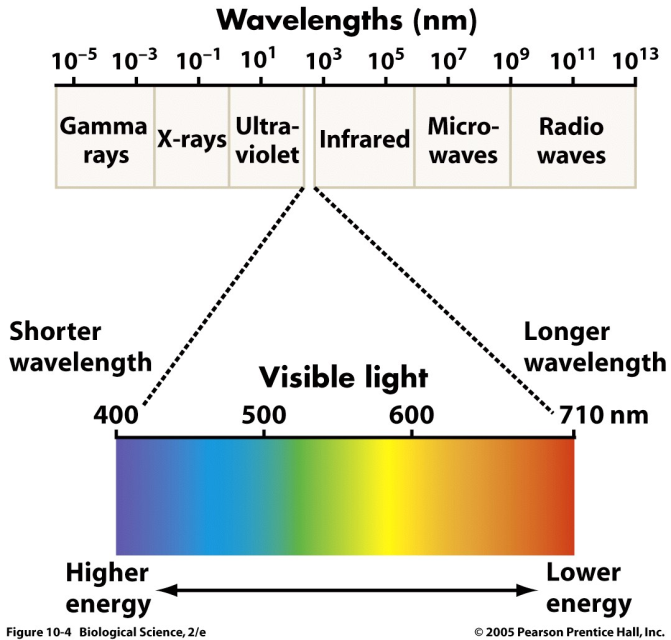 Wavelengths (nm)
10⁻⁵ 10⁻³ 10⁻¹ 10¹ 10³ 10⁵ 10⁷ 10⁹ 10¹¹ 10¹³
Gamma
rays
X-rays
Ultra-
violet
Infrared
Micro-
waves
Radio
waves
Shorter
wavelength
Longer
wavelength
Visible light
400 500 600 710 nm
Higher
energy
Lower
energy
Figure 10-4 Biological Science, 2/e
© 2005 Pearson Prentice Hall, Inc.